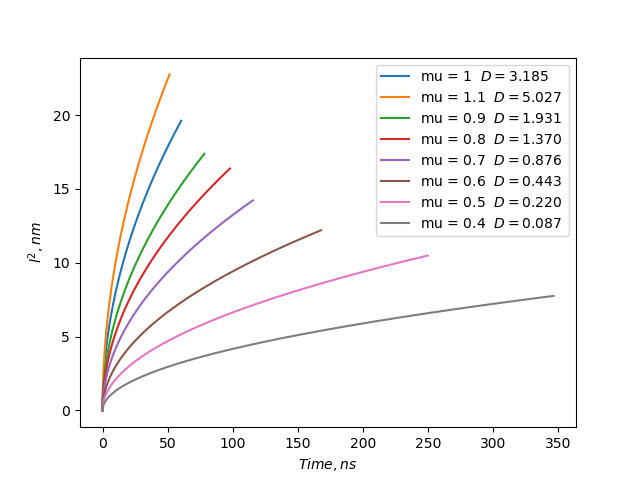 mu = 1 D = 3.185
mu = 1.1 D = 5.027
mu = 0.9 D = 1.931
mu = 0.8 D = 1.370
mu = 0.7 D = 0.876
mu = 0.6 D = 0.443
mu = 0.5 D = 0.220
mu = 0.4 D = 0.087
20
15
10
5
0
l², nm
0 50 100 150 200 250 300 350
Time, ns